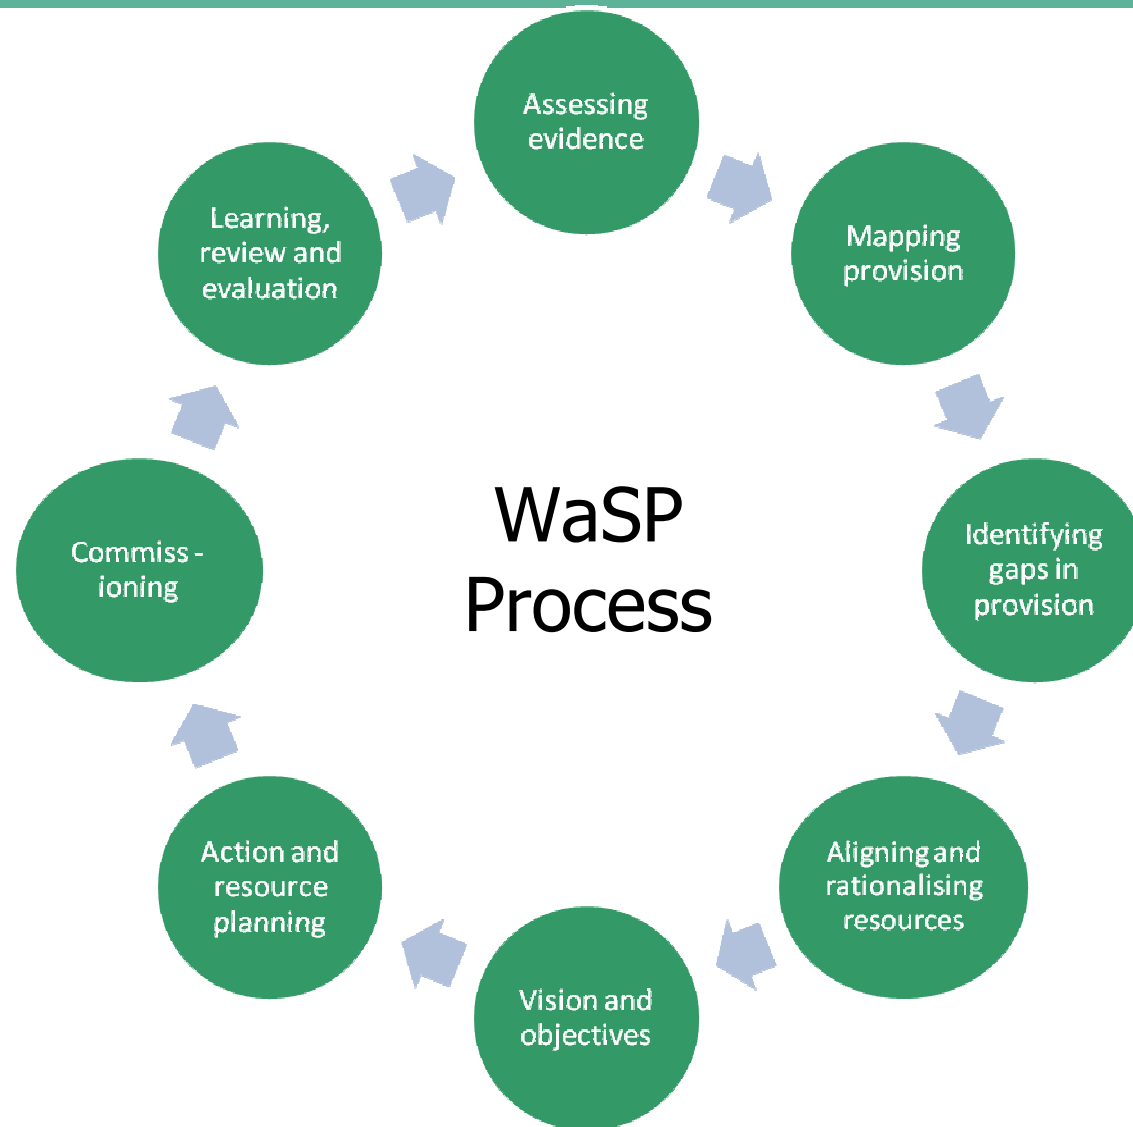 Assessing
evidence
Mapping
provision
Identifying
gaps in
provision
Aligning and
rationalising
resources
Vision and
objectives
Action and
resource
planning
Commiss -
ioning
Learning,
review and
evaluation
WaSP
Process